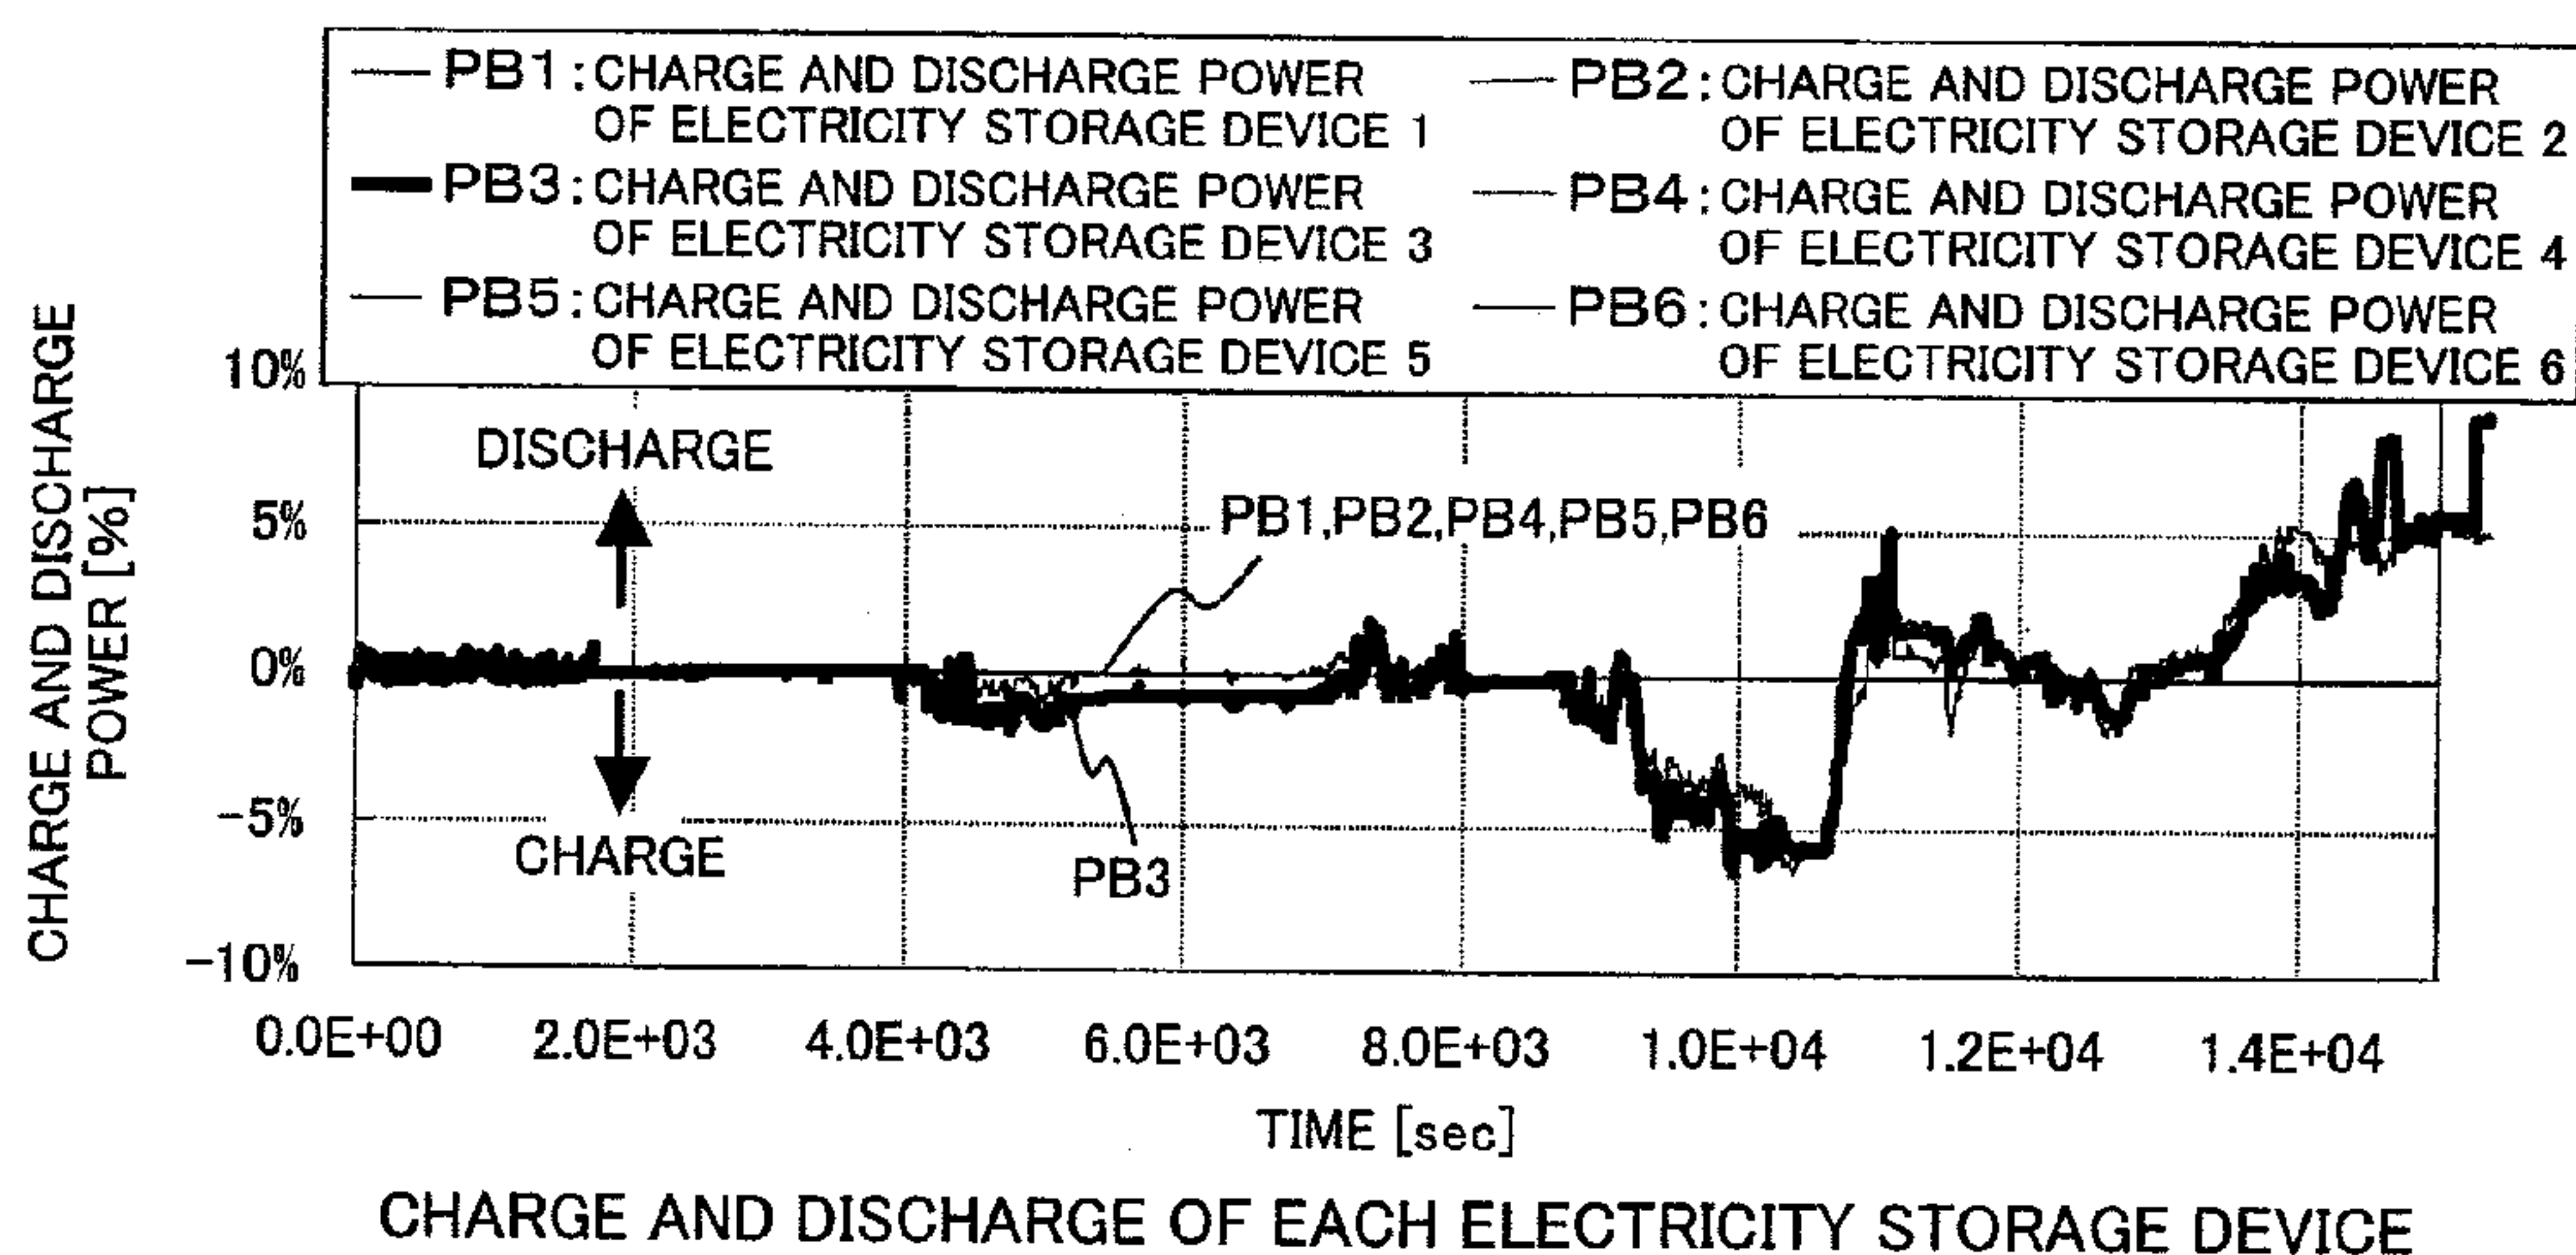 PB1:CHARGE AND DISCHARGE POWER
OF ELECTRICITY STORAGE DEVICE 1
PB2:CHARGE AND DISCHARGE POWER
OF ELECTRICITY STORAGE DEVICE 2
PB3:CHARGE AND DISCHARGE POWER
OF ELECTRICITY STORAGE DEVICE 3
PB4:CHARGE AND DISCHARGE POWER
OF ELECTRICITY STORAGE DEVICE 4
PB5:CHARGE AND DISCHARGE POWER
OF ELECTRICITY STORAGE DEVICE 5
PB6:CHARGE AND DISCHARGE POWER
OF ELECTRICITY STORAGE DEVICE 6
CHARGE AND DISCHARGE
POWER [%]
10%
5%
0%
-5%
-10%
DISCHARGE
CHARGE
PB1,PB2,PB4,PB5,PB6
PB3
0.0E+00 2.0E+03 4.0E+03 6.0E+03 8.0E+03 1.0E+04 1.2E+04 1.4E+04
TIME [sec]
CHARGE AND DISCHARGE OF EACH ELECTRICITY STORAGE DEVICE